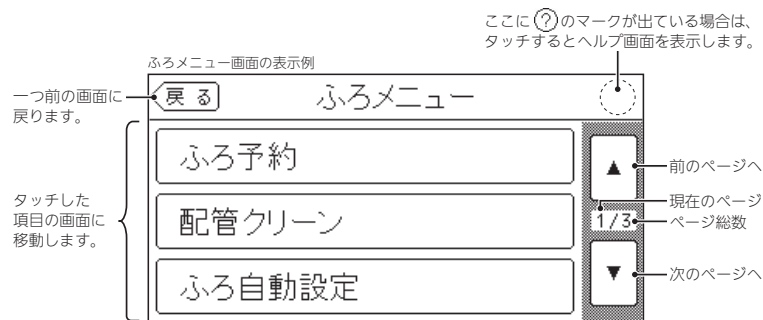 ここに?のマークが出ている場合は、
タッチするとヘルプ画面を表示します。
ふろメニュー画面の表示例
一つ前の画面に
戻ります。
戻る
ふろメニュー
タッチした
項目の画面に
移動します。
ふろ予約
配管クリーン
ふろ自動設定
▲
前のページへ
現在のページ
1/3
ページ総数
▼
次のページへ